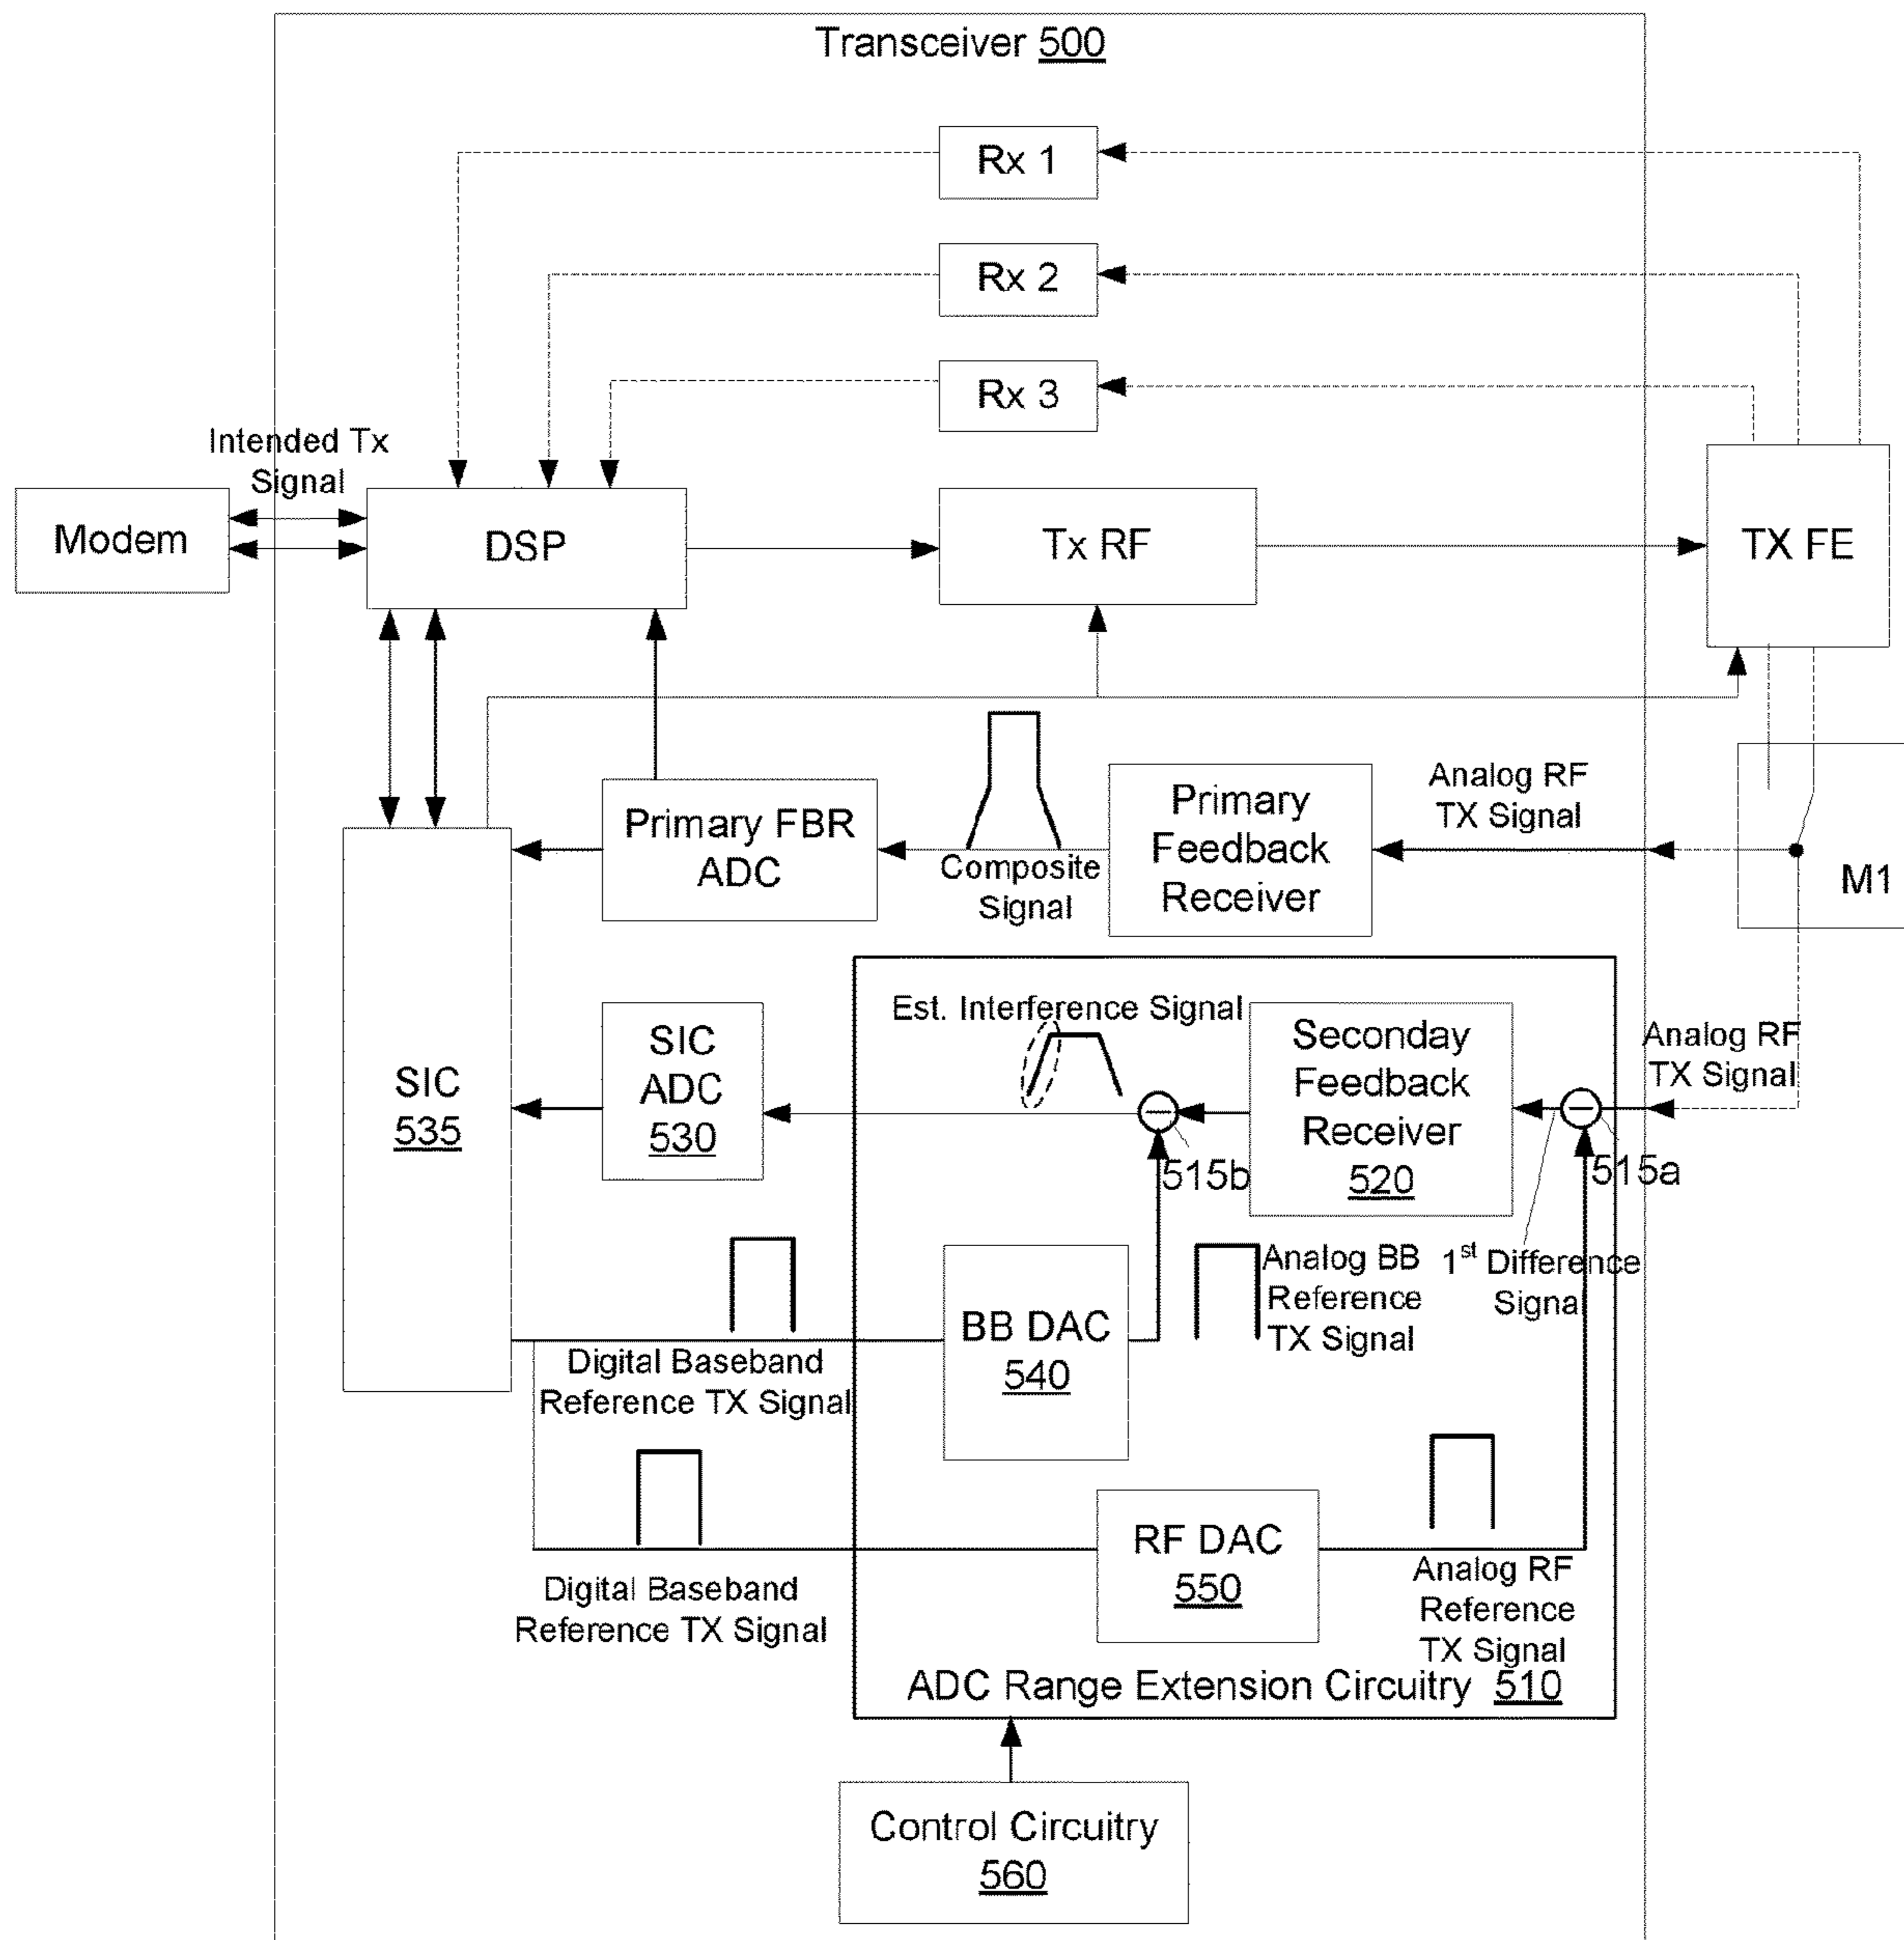 Transceiver 500
Rx 1
Rx 2
Rx 3
Intended Tx
Signal
Modem
DSP
Tx RF
TX FE
Primary FBR
ADC
Composite
Signal
Primary
Feedback
Receiver
Analog RF
TX Signal
M1
SIC
535
SIC
ADC
530
Est. Interference Signal
Seconday
Feedback
Receiver
520
Analog RF
TX Signal
515b
515a
BB DAC
540
Analog BB
Reference
TX Signal
1st Difference
Signal
Digital Baseband
Reference TX Signal
RF DAC
550
Digital Baseband
Reference TX Signal
Analog RF
Reference
TX Signal
ADC Range Extension Circuitry 510
Control Circuitry
560